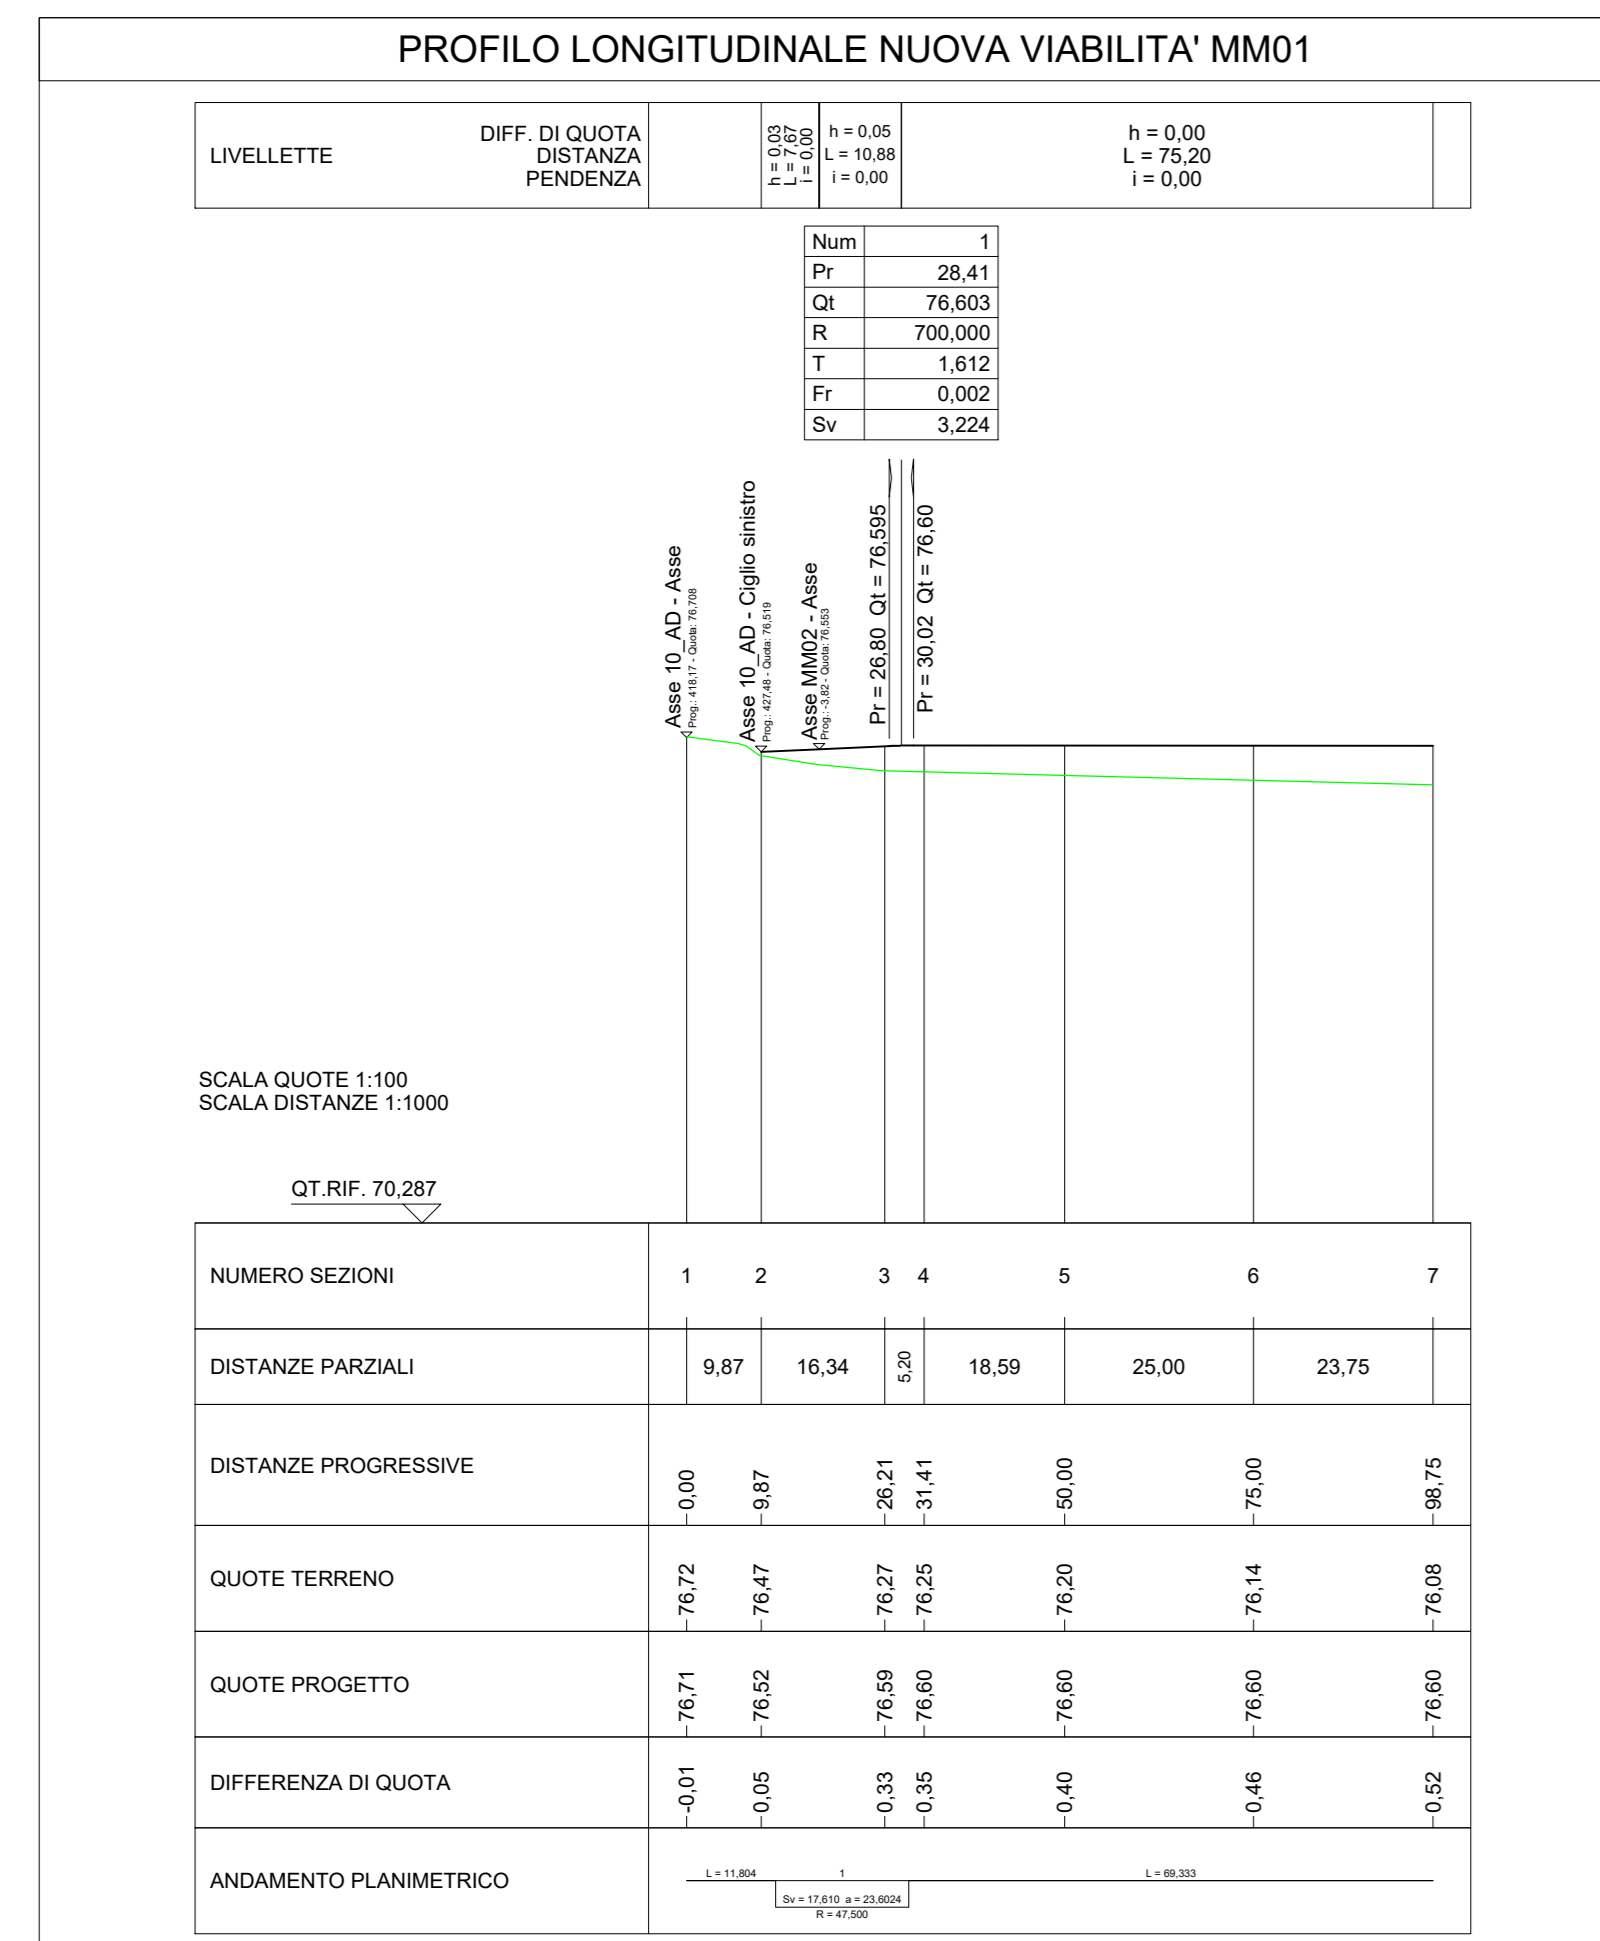 PROFILO LONGITUDINALE NUOVA VIABILITA' MM01
LIVELLETTE
DIFF. DI QUOTA
DISTANZA
PENDENZA
h = 0,03
L = 7,67
i = 0,00
h = 0,05
L = 10,88
i = 0,00
h = 0,00
L = 75,20
i = 0,00
Num 1
Pr 28,41
Qt 76,603
R 700,000
T 1,612
Fr 0,002
Sv 3,224
Asse 10_AD - Asse
Prog.: 418,17 - Quota: 76,708
Asse 10_AD - Ciglio sinistro
Prog.: 427,48 - Quota: 76,519
Asse MM02 - Asse
Prog.: -3,82 - Quota: 76,553
Pr = 26,80 Qt = 76,595
Pr = 30,02 Qt = 76,60
SCALA QUOTE 1:100
SCALA DISTANZE 1:1000
QT.RIF. 70,287
NUMERO SEZIONI 1 2 3 4 5 6 7
DISTANZE PARZIALI 9,87 16,34 5,20 18,59 25,00 23,75
DISTANZE PROGRESSIVE 0,00 9,87 26,21 31,41 50,00 75,00 98,75
QUOTE TERRENO 76,72 76,47 76,27 76,25 76,20 76,14 76,08
QUOTE PROGETTO 76,71 76,52 76,59 76,60 76,60 76,60 76,60
DIFFERENZA DI QUOTA -0,01 0,05 0,33 0,35 0,40 0,46 0,52
ANDAMENTO PLANIMETRICO
L = 11,804 1 L = 69,333
Sv = 17,610 a = 23,6024
R = 47,500